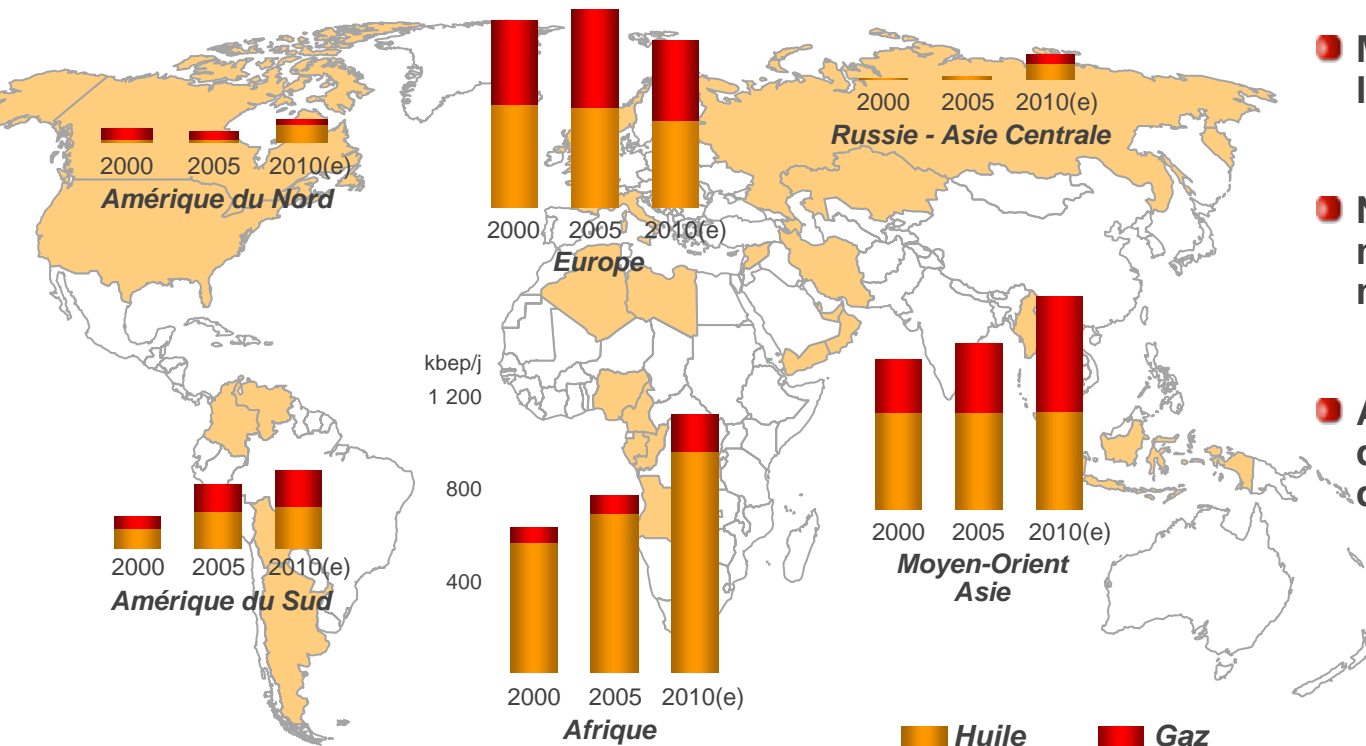 2000 2005 2010(e)
Amérique du Nord
2000 2005 2010(e)
Europe
2000 2005 2010(e)
Russie - Asie Centrale
kbep/j
1 200
800
400
2000 2005 2010(e)
Amérique du Sud
2000 2005 2010(e)
Afrique
2000 2005 2010(e)
Moyen-Orient
Asie
Huile Gaz